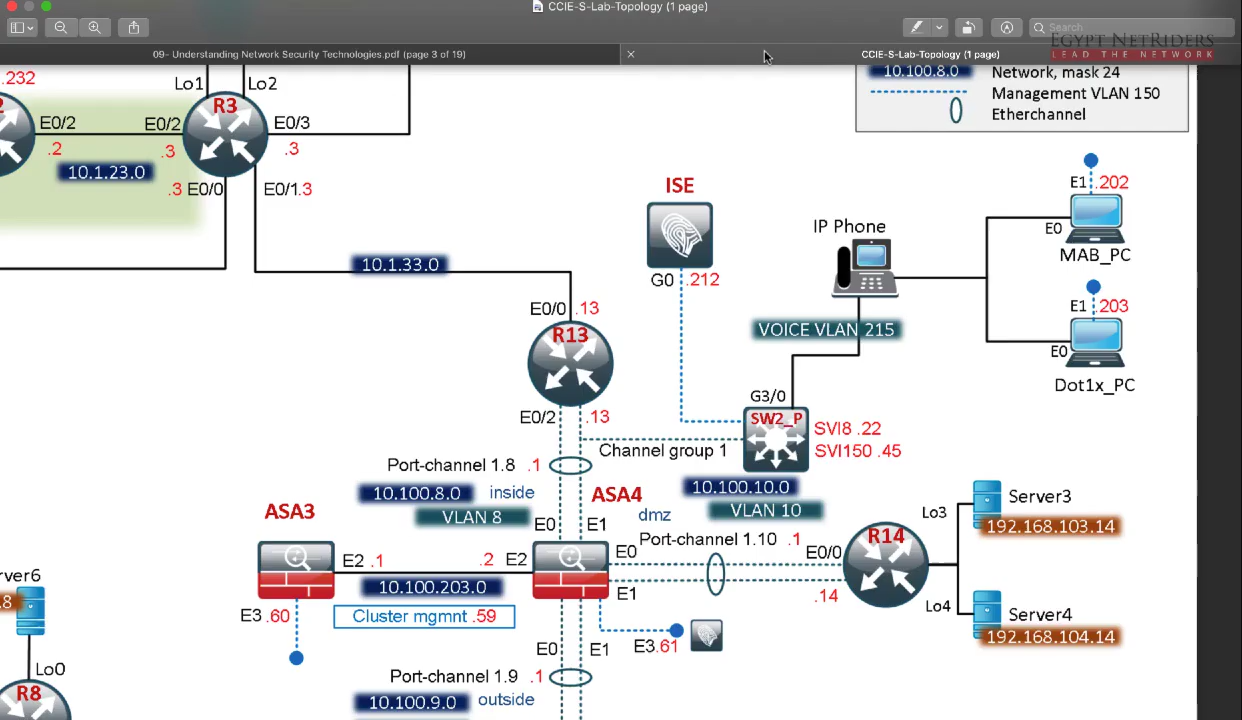 CCIE-S-Lab-Topology (1 page)
Search
EGYPT NETRIDERS
LEAD THE NETWORK
09- Understanding Network Security Technologies.pdf (page 3 of 19)
CCIE-S-Lab-Topology (1 page)
10.100.8.0
Network, mask 24
Management VLAN 150
Etherchannel
.232
Lo1
Lo2
2
R3
E0/2
E0/2
E0/3
.2
.3
.3
10.1.23.0
.3 E0/0
E0/1.3
10.1.33.0
ISE
G0 .212
IP Phone
VOICE VLAN 215
E1 .202
E0
MAB_PC
E1 .203
E0
Dot1x_PC
E0/0 .13
R13
E0/2
.13
Channel group 1
G3/0
SW2_P
SVI8 .22
SVI150 .45
Port-channel 1.8 .1
10.100.8.0
inside
VLAN 8
10.100.10.0
VLAN 10
ASA3
ASA4
dmz
E0
E1
Port-channel 1.10 .1
E0/0
R14
Lo3
Server3
192.168.103.14
E2 .1
.2 E2
E0
10.100.203.0
E1
.14
Lo4
Server4
192.168.104.14
E3 .60
Cluster mgmnt .59
E3.61
rver6
.8
Lo0
R8
E0
E1
Port-channel 1.9 .1
10.100.9.0
outside